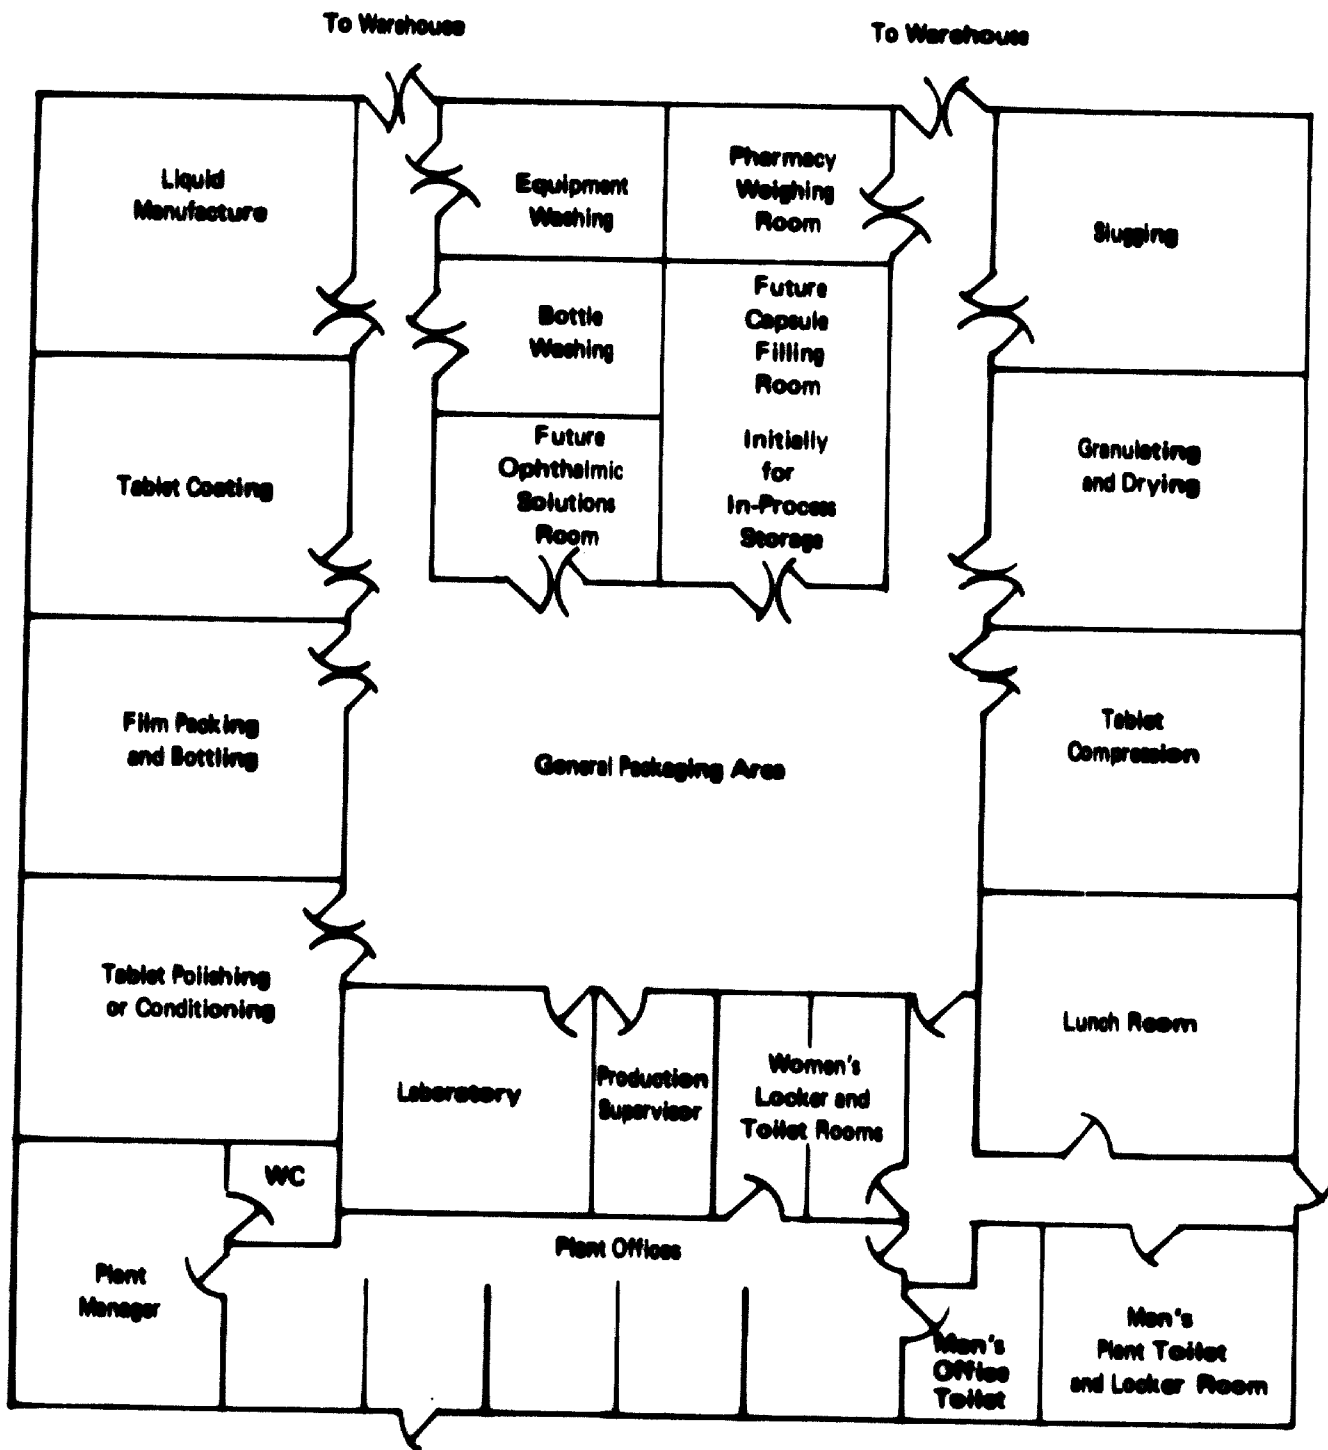 To Warehouse
To Warehouse
Liquid
Manufacture
Equipment
Washing
Pharmacy
Weighing
Room
Slugging
Bottle
Washing
Future
Capsule
Filling
Room
Initially
for
In-Process
Storage
Tablet Coating
Future
Ophthalmic
Solutions
Room
Granulating
and Drying
Film Packing
and Bottling
General Packaging Area
Tablet
Compression
Tablet Polishing
or Conditioning
Laboratory
Production
Supervisor
Women's
Locker and
Toilet Rooms
Lunch Room
WC
Plant
Manager
Plant Offices
Men's
Office
Toilet
Men's
Plant Toilet
and Locker Room